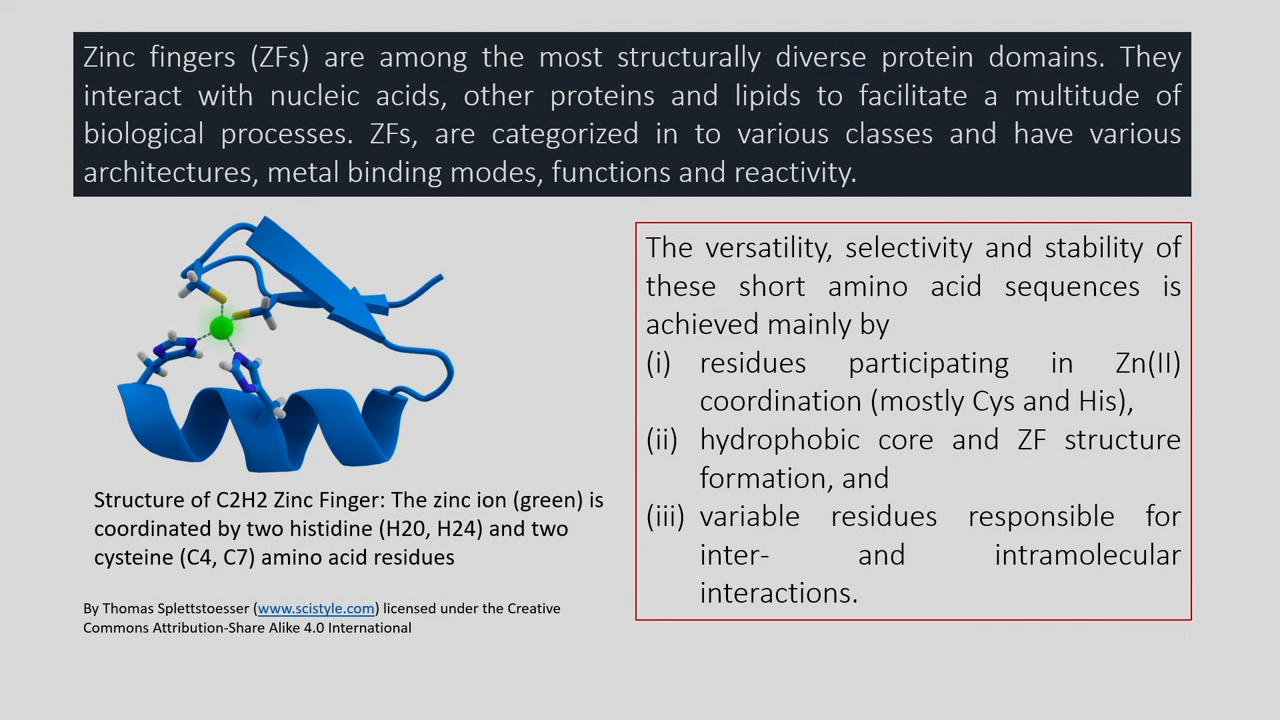 Zinc fingers (ZFs) are among the most structurally diverse protein domains. They
interact with nucleic acids, other proteins and lipids to facilitate a multitude of
biological processes. ZFs, are categorized in to various classes and have various
architectures, metal binding modes, functions and reactivity.
Structure of C2H2 Zinc Finger: The zinc ion (green) is
coordinated by two histidine (H20, H24) and two
cysteine (C4, C7) amino acid residues
By Thomas Splettstoesser (www.scistyle.com) licensed under the Creative
Commons Attribution-Share Alike 4.0 International
The versatility, selectivity and stability of
these short amino acid sequences is
achieved mainly by
(i) residues participating in Zn(II)
coordination (mostly Cys and His),
(ii) hydrophobic core and ZF structure
formation, and
(iii) variable residues responsible for
inter- and intramolecular
interactions.